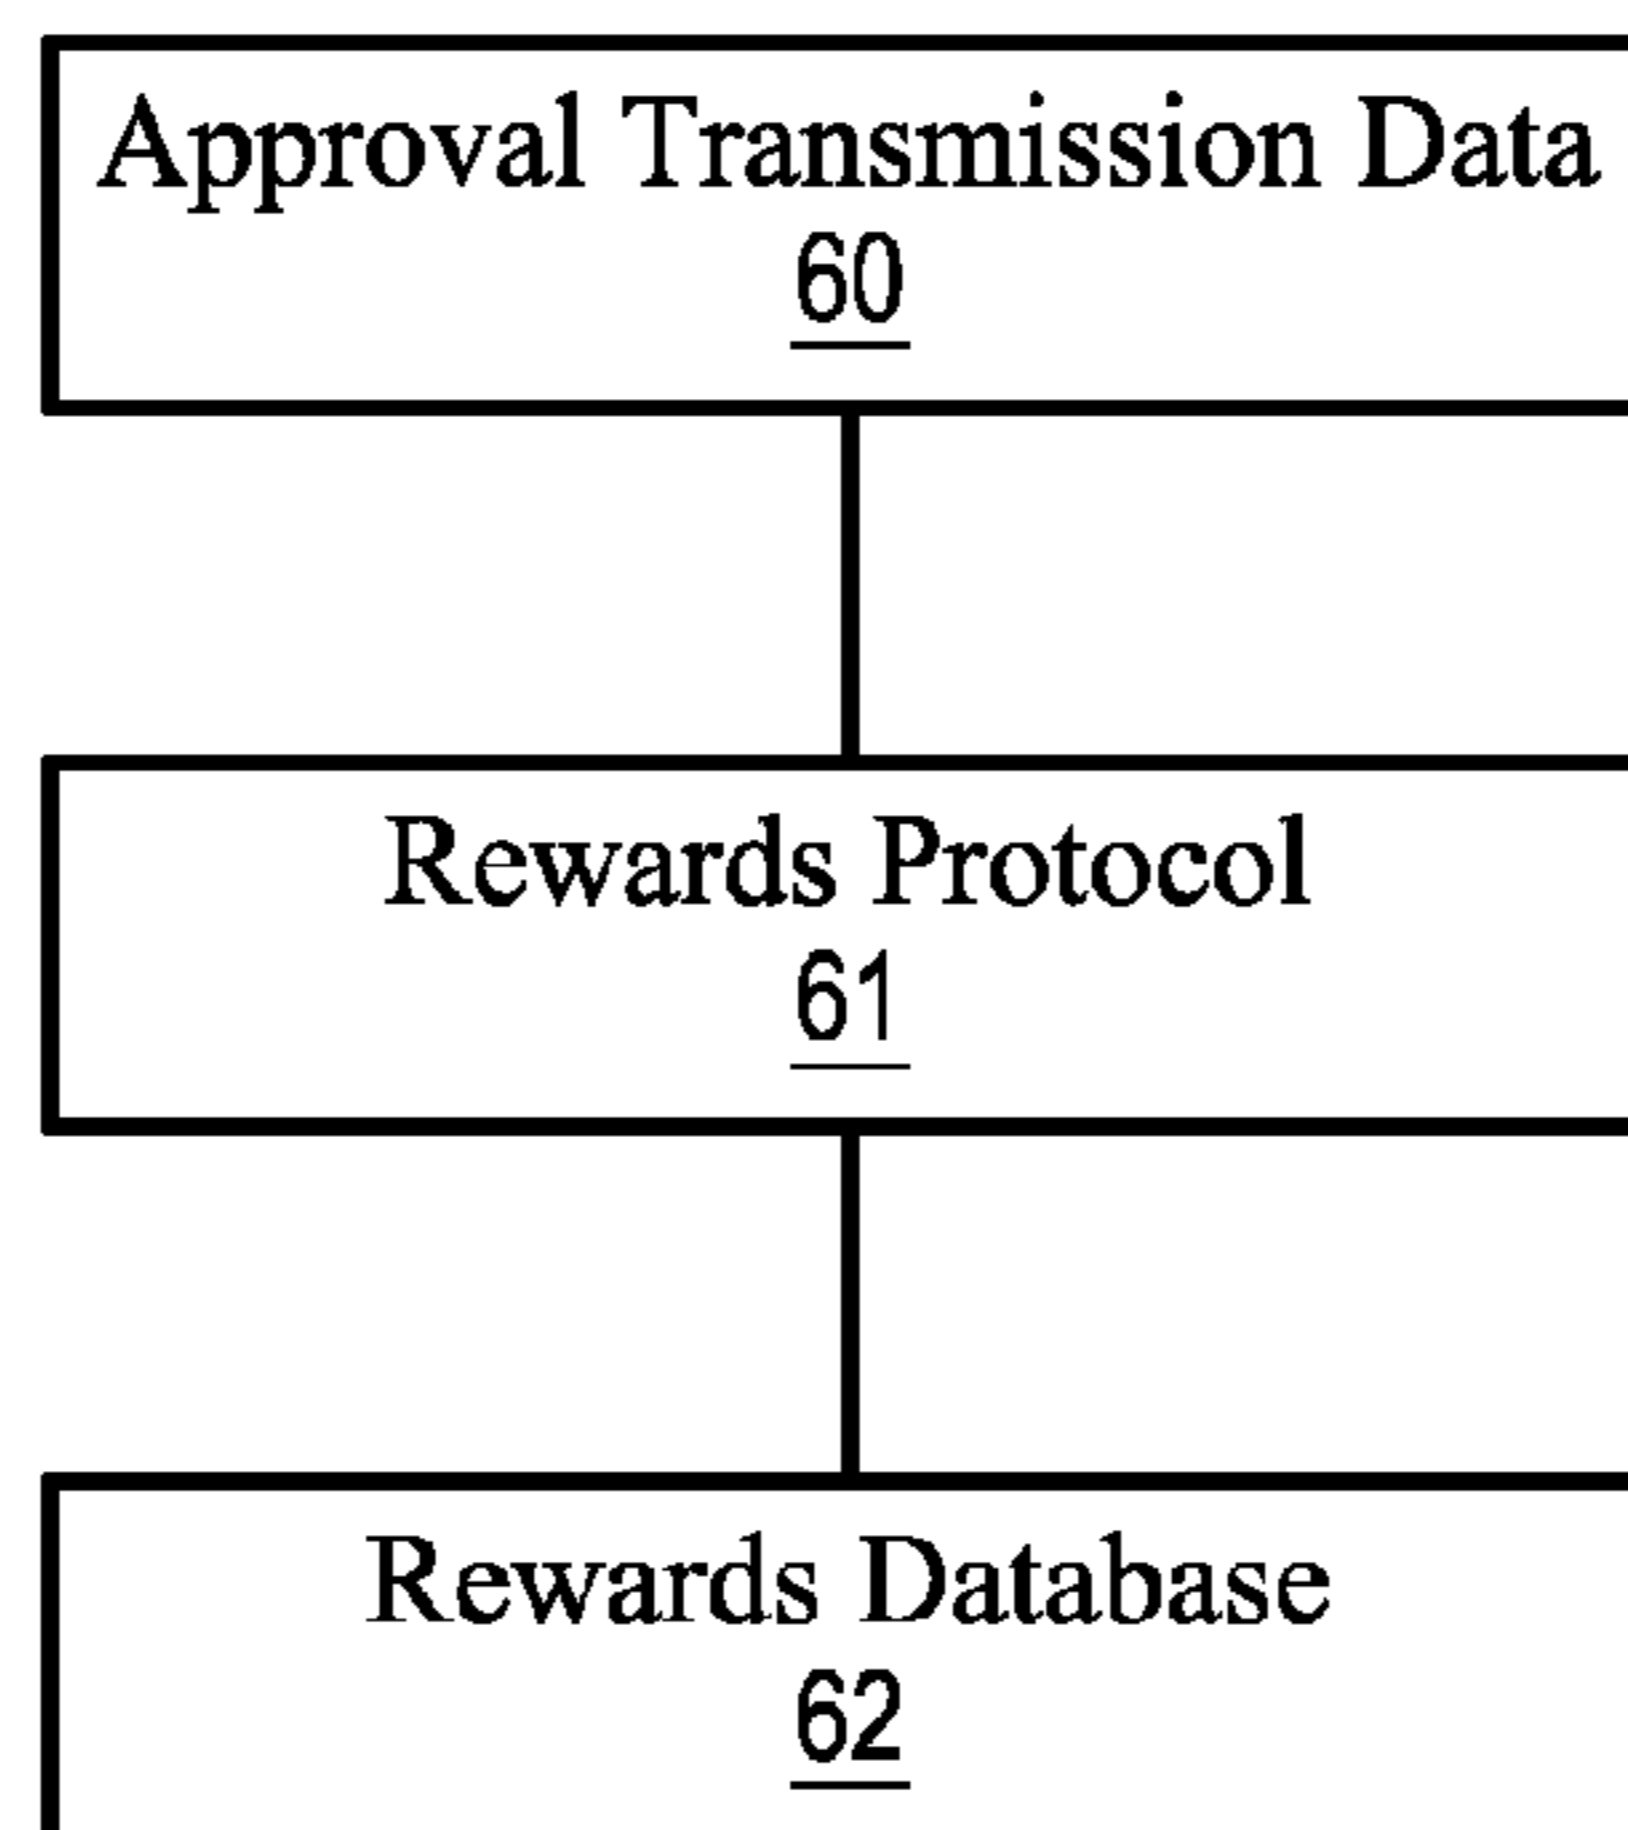 Approval Transmission Data
60
Rewards Protocol
61
Rewards Database
62